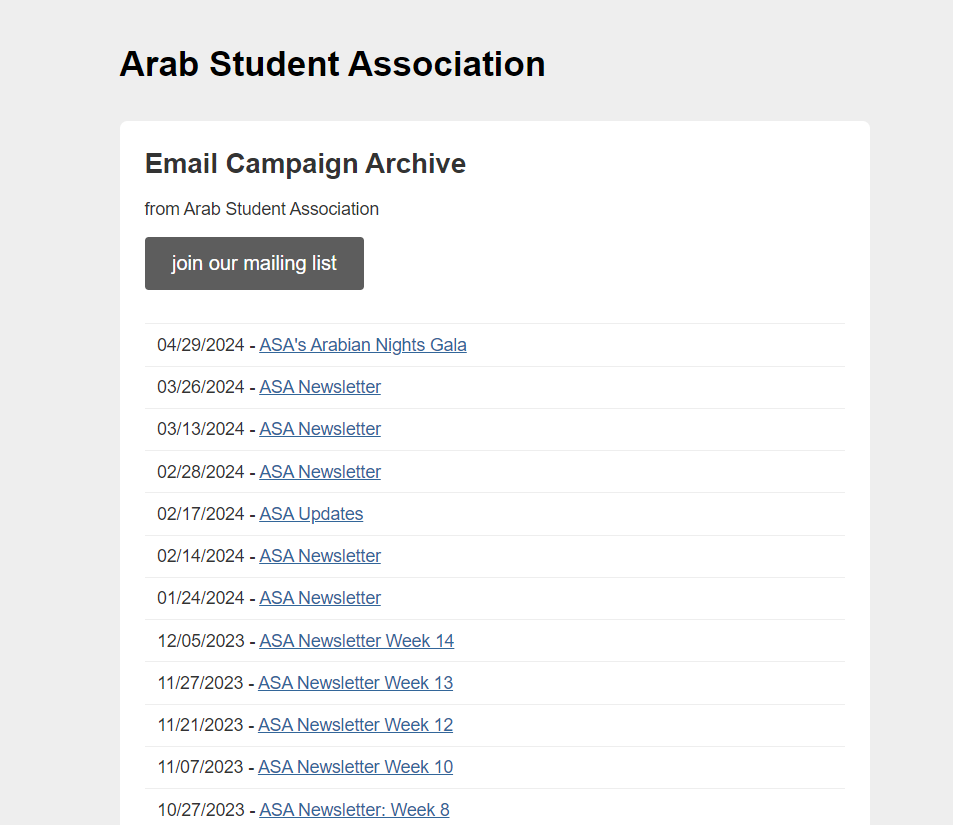 Arab Student Association
Email Campaign Archive
from Arab Student Association
join our mailing list
04/29/2024 - ASA's Arabian Nights Gala
03/26/2024 - ASA Newsletter
03/13/2024 - ASA Newsletter
02/28/2024 - ASA Newsletter
02/17/2024 - ASA Updates
02/14/2024 - ASA Newsletter
01/24/2024 - ASA Newsletter
12/05/2023 - ASA Newsletter Week 14
11/27/2023 - ASA Newsletter Week 13
11/21/2023 - ASA Newsletter Week 12
11/07/2023 - ASA Newsletter Week 10
10/27/2023 - ASA Newsletter: Week 8